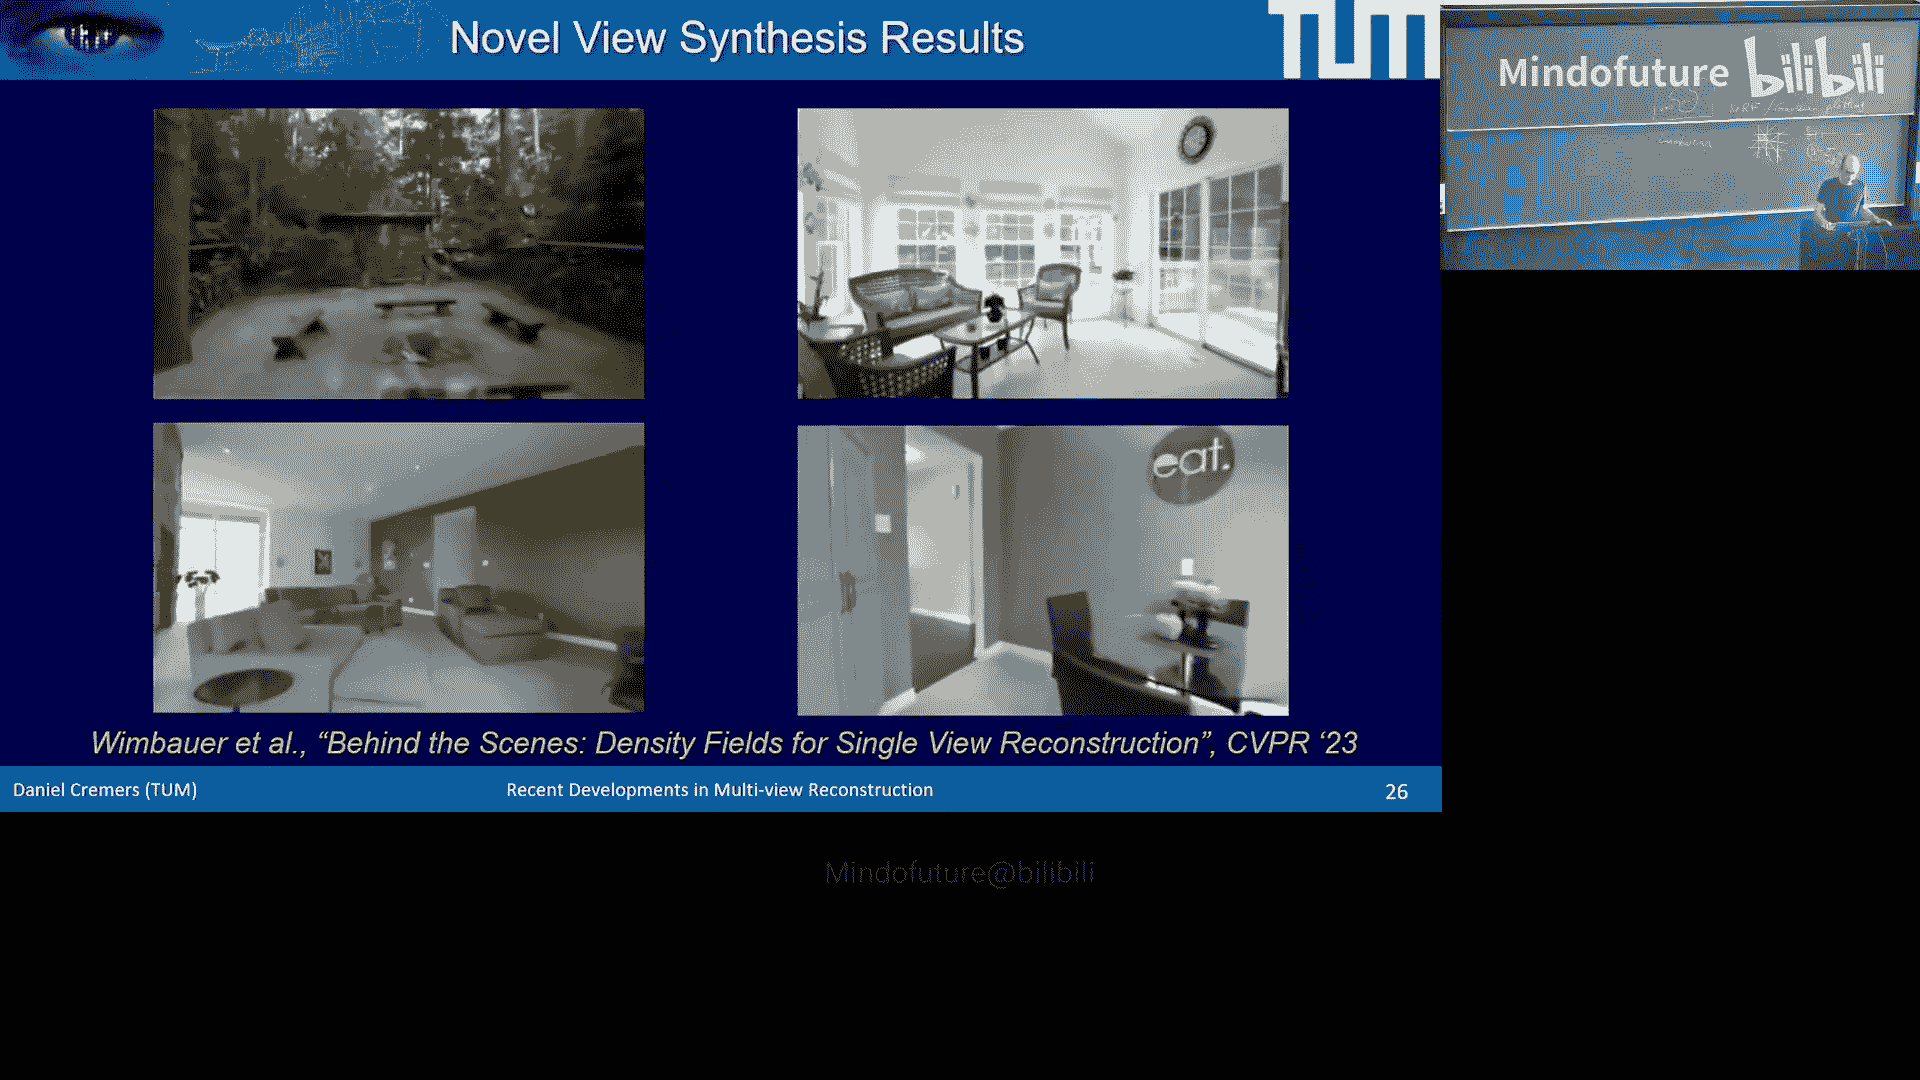 Novel View Synthesis Results
TUM
Mindofuture bilibili
eat.
Wimbauer et al., “Behind the Scenes: Density Fields for Single View Reconstruction”, CVPR ‘23
Daniel Cremers (TUM)
Recent Developments in Multi-view Reconstruction
26
Mindofuture@bilibili